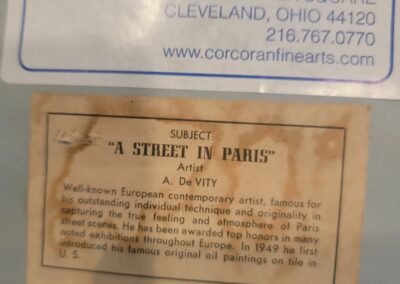 CLEVELAND, OHIO 44120
216.767.0770
www.corcoranfinearts.com
SUBJECT:
"A STREET IN PARIS"
Artist
A. De VITY
Well-known European contemporary artist, famous for
his outstanding individual technique and originality in
capturing the true feeling and atmosphere of Paris
street scenes. He has been awarded top honors in many
noted exhibitions throughout Europe. In 1949 he first
introduced his famous original oil paintings on tile in
U. S.